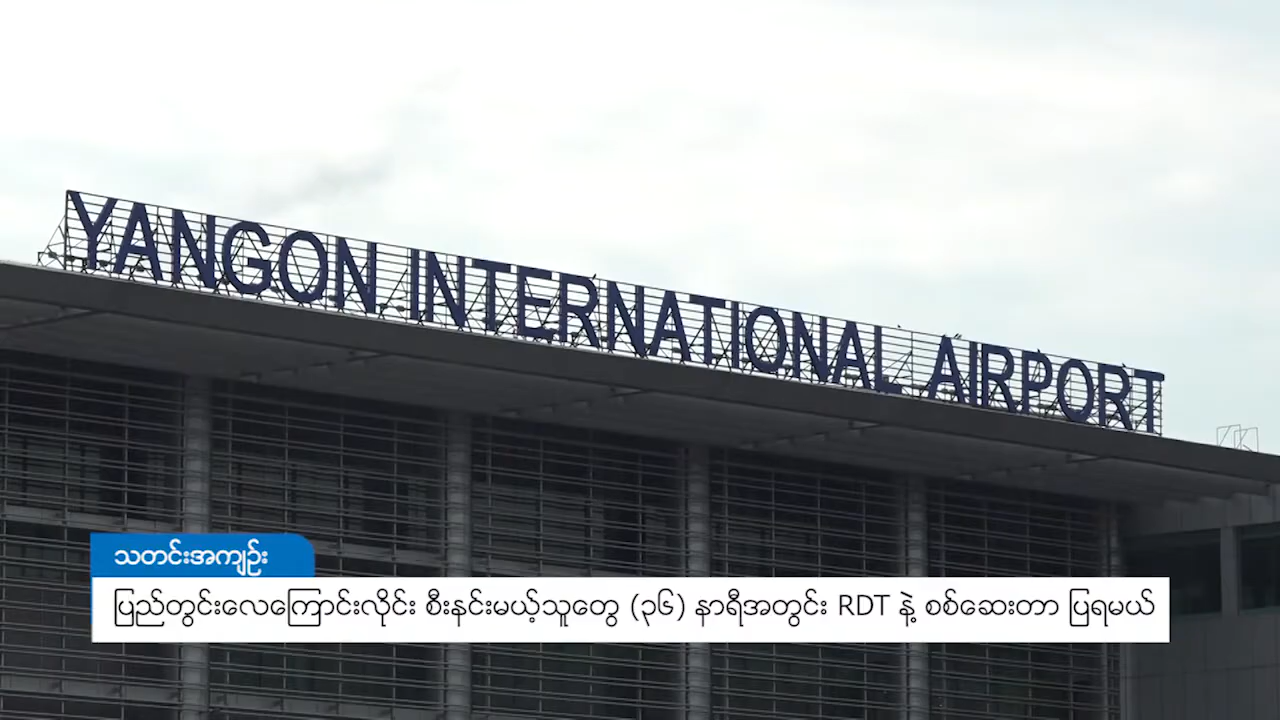 YANGON INTERNATIONAL AIRPORT
သတင်းအကျဉ်း
ပြည်တွင်းလေကြောင်းလိုင်း စီးနင်းမယ့်သူတွေ (၃၆) နာရီအတွင်း RDT နဲ့ စစ်ဆေးတာ ပြရမယ်